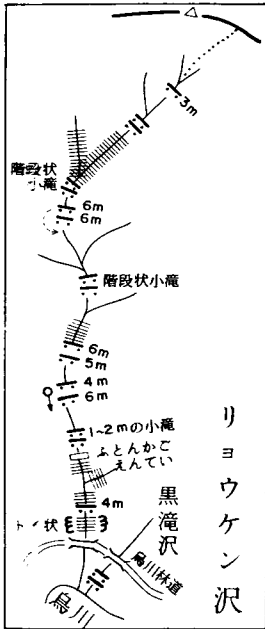 3m
階段状
小滝
6m
6m
階段状小滝
6m
5m
4m
6m
1~2mの小滝
ふとんかご
えんてい
4m
トイ状
烏川林道
黒滝沢
烏川
リョウケン沢